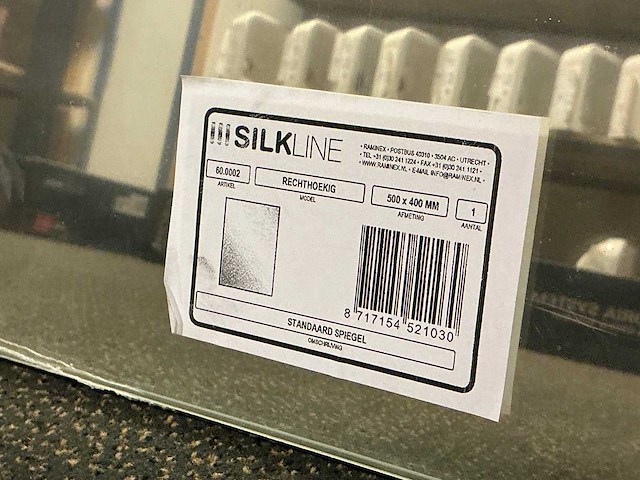 SILKLINE
• RAMINEX • POSTBUS 40310 • 3504 AC • UTRECHT •
• TEL +31 (0)30 241 1224 • FAX +31 (0)30 241 1121 •
• WWW.RAMINEX.NL • E-MAIL INFO@RAMINEX.NL •
60.0002
ARTIKEL
RECHTHOEKIG
MODEL
500 x 400 MM
AFMETING
1
AANTAL
8 717154 521030
STANDAARD SPIEGEL
OMSCHRIJVING